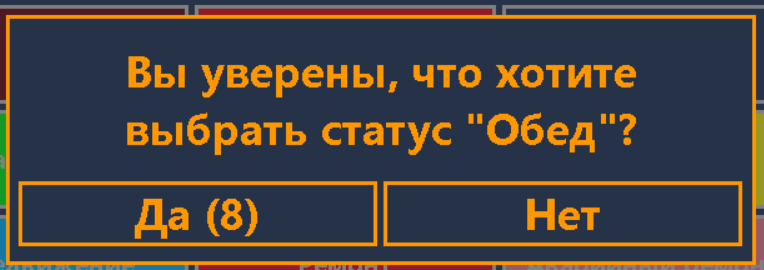 Вы уверены, что хотите
выбрать статус "Обед"?
Да (8)
Нет